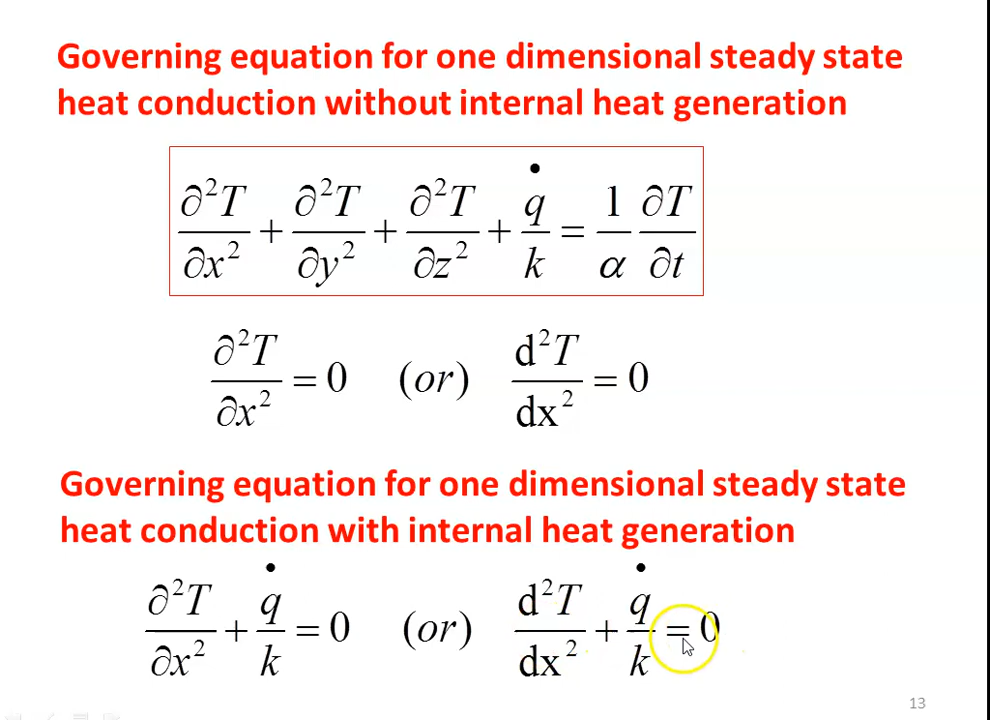 Governing equation for one dimensional steady state
heat conduction without internal heat generation
∂²T/∂x² + ∂²T/∂y² + ∂²T/∂z² + q̇/k = 1/α ∂T/∂t
∂²T/∂x² = 0 (or) d²T/dx² = 0
Governing equation for one dimensional steady state
heat conduction with internal heat generation
∂²T/∂x² + q̇/k = 0 (or) d²T/dx² + q̇/k = 0
13